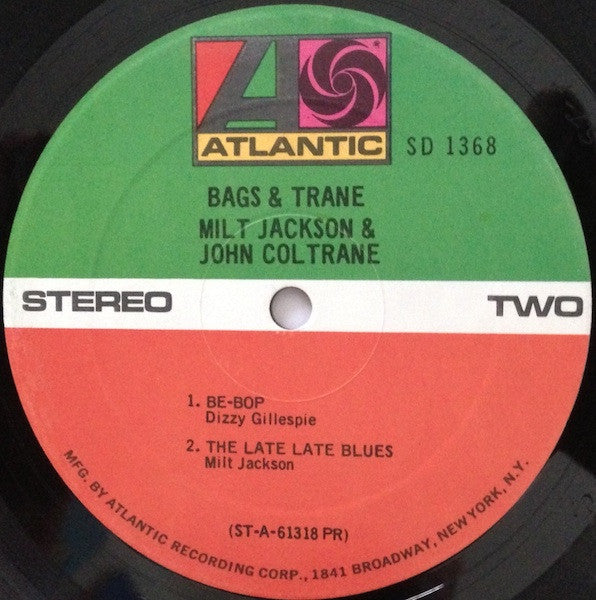 ATLANTIC
SD 1368
BAGS & TRANE
MILT JACKSON &
JOHN COLTRANE
STEREO
TWO
1. BE-BOP
Dizzy Gillespie
2. THE LATE LATE BLUES
Milt Jackson
(ST-A-61318 PR)
MFG. BY ATLANTIC RECORDING CORP., 1841 BROADWAY, NEW YORK, N.Y.